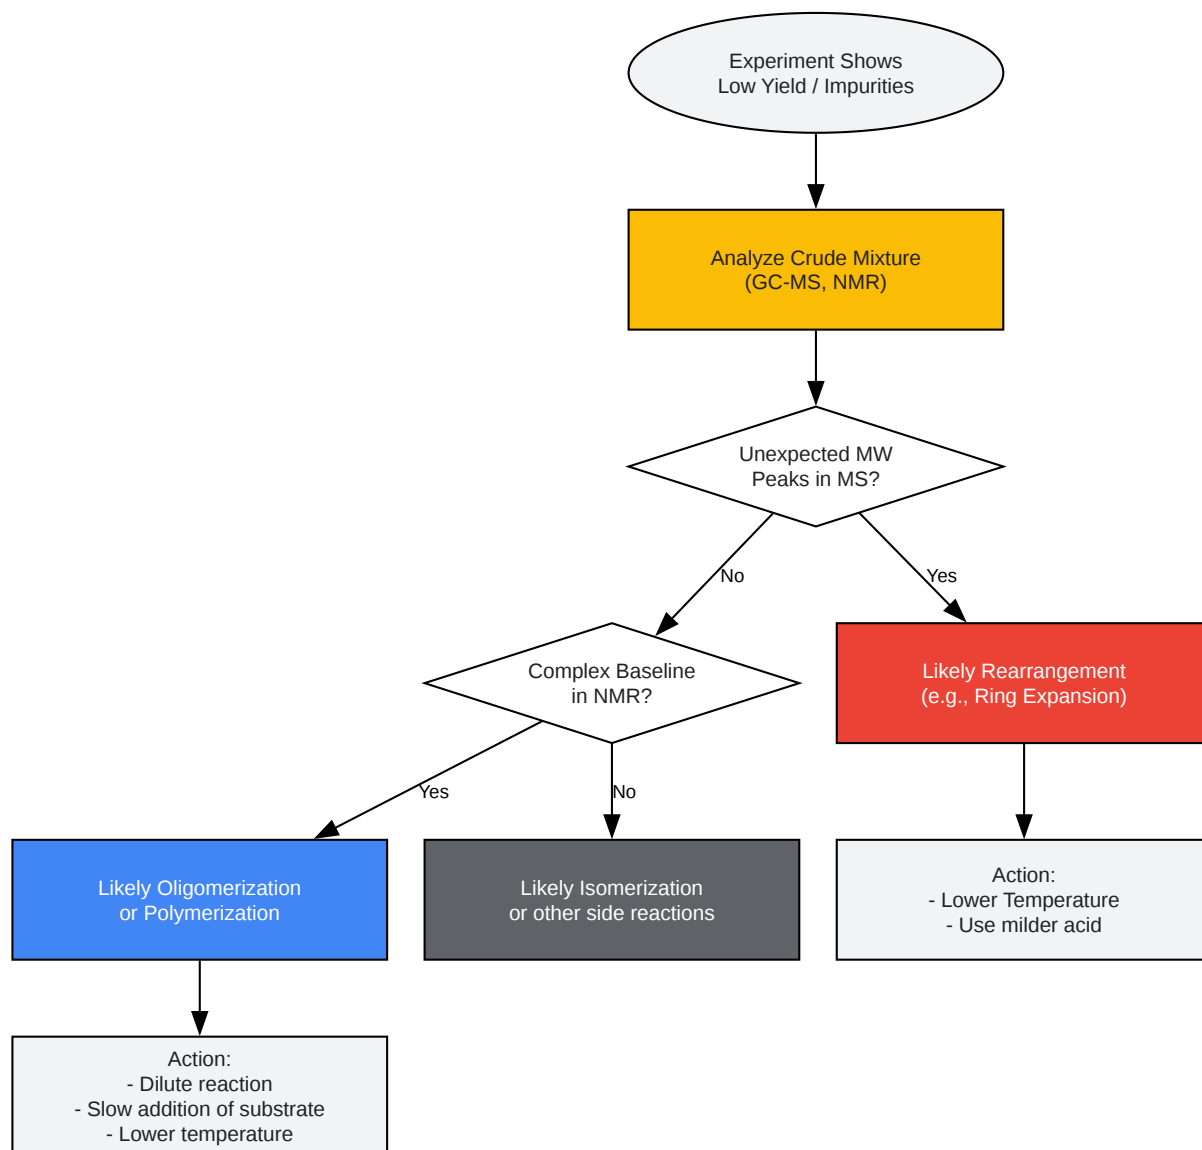 Experiment Shows
Low Yield / Impurities
Analyze Crude Mixture
(GC-MS, NMR)
Unexpected MW
Peaks in MS?
No
Yes
Complex Baseline
in NMR?
Likely Rearrangement
(e.g., Ring Expansion)
Yes
No
Likely Oligomerization
or Polymerization
Likely Isomerization
or other side reactions
Action:
- Lower Temperature
- Use milder acid
Action:
- Dilute reaction
- Slow addition of substrate
- Lower temperature